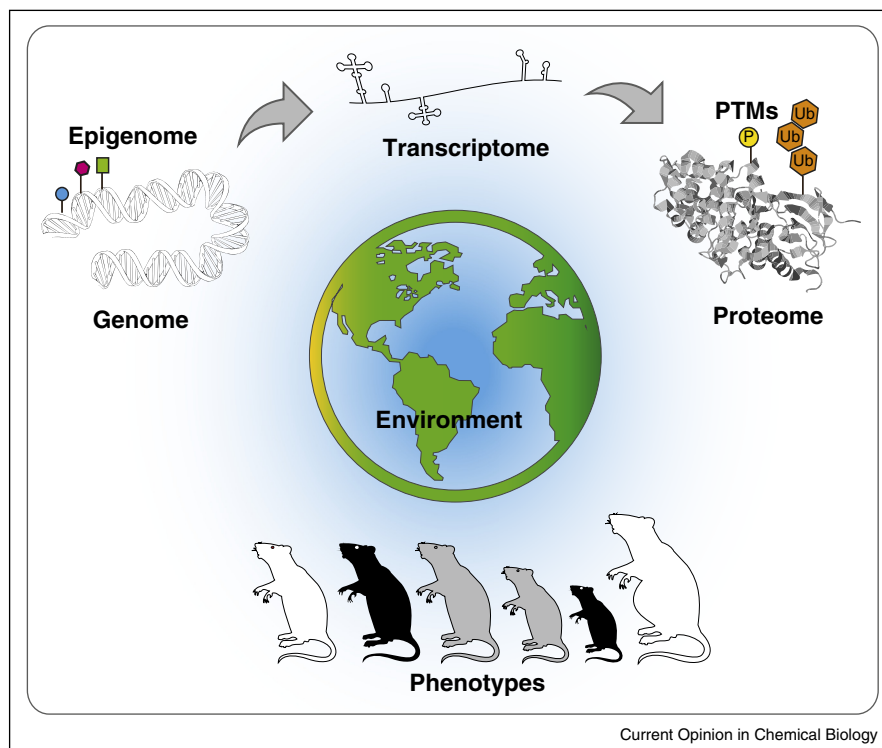 Epigenome
Transcriptome
PTMs
P
Ub
Ub
Ub
Genome
Proteome
Environment
Phenotypes
Current Opinion in Chemical Biology